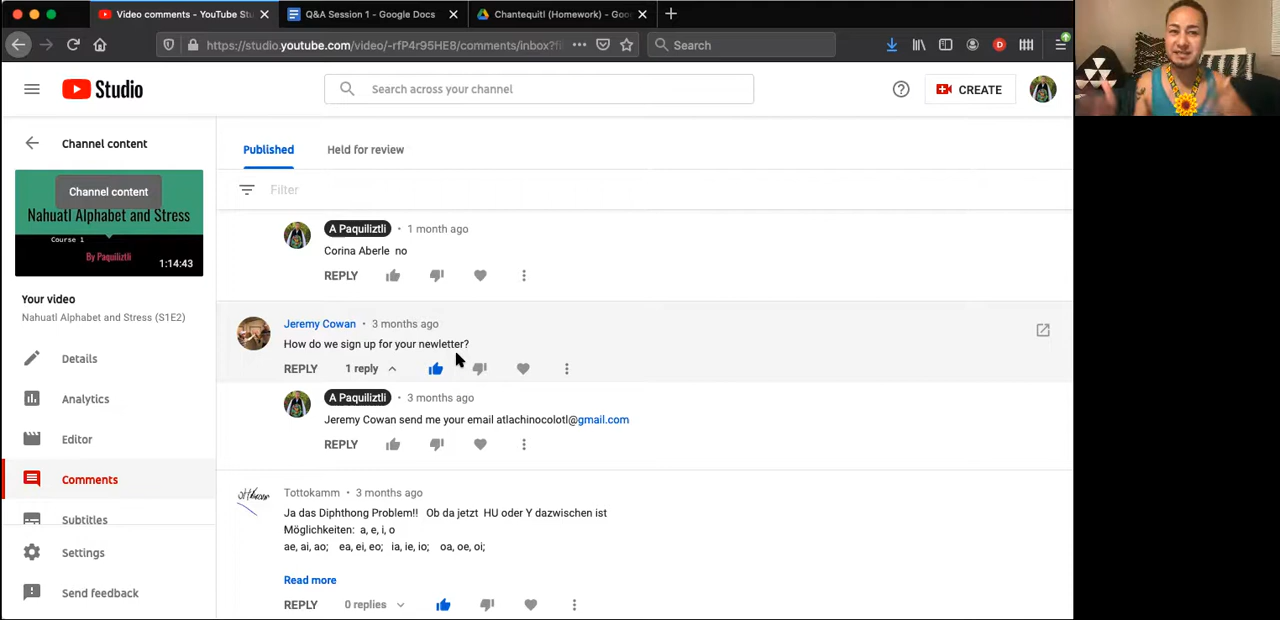 Video comments - YouTube Stu
Q&A Session 1 - Google Docs
Chantequitl (Homework) - Goo
https://studio.youtube.com/video/-rfP4r95HE8/comments/inbox?fi
Search
Studio
Search across your channel
CREATE
Channel content
Published
Held for review
Filter
Channel content
Nahuatl Alphabet and Stress
Course 1
By Paquiliztli
1:14:43
Your video
Nahuatl Alphabet and Stress (S1E2)
Details
Analytics
Editor
Comments
Subtitles
Settings
Send feedback
A Paquiliztli • 1 month ago
Corina Aberle no
REPLY
Jeremy Cowan • 3 months ago
How do we sign up for your newletter?
REPLY 1 reply
A Paquiliztli • 3 months ago
Jeremy Cowan send me your email atlachinocolotl@gmail.com
REPLY
Tottokamm • 3 months ago
Ja das Diphthong Problem!! Ob da jetzt HU oder Y dazwischen ist
Möglichkeiten: a, e, i, o
ae, ai, ao; ea, ei, eo; ia, ie, io; oa, oe, oi;
Read more
REPLY 0 replies